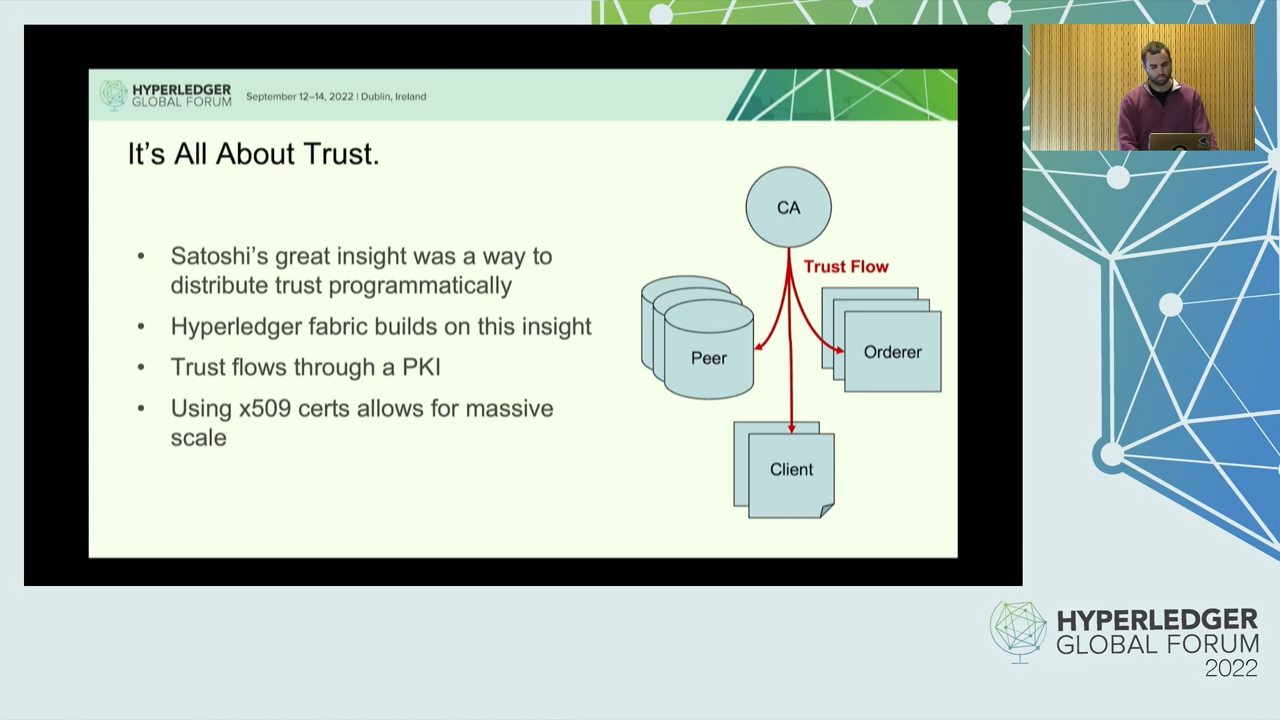 HYPERLEDGER
GLOBAL FORUM
September 12–14, 2022 | Dublin, Ireland
It's All About Trust.
• Satoshi's great insight was a way to
distribute trust programmatically
• Hyperledger fabric builds on this insight
• Trust flows through a PKI
• Using x509 certs allows for massive
scale
CA
Trust Flow
Peer
Orderer
Client
HYPERLEDGER
GLOBAL FORUM
2022